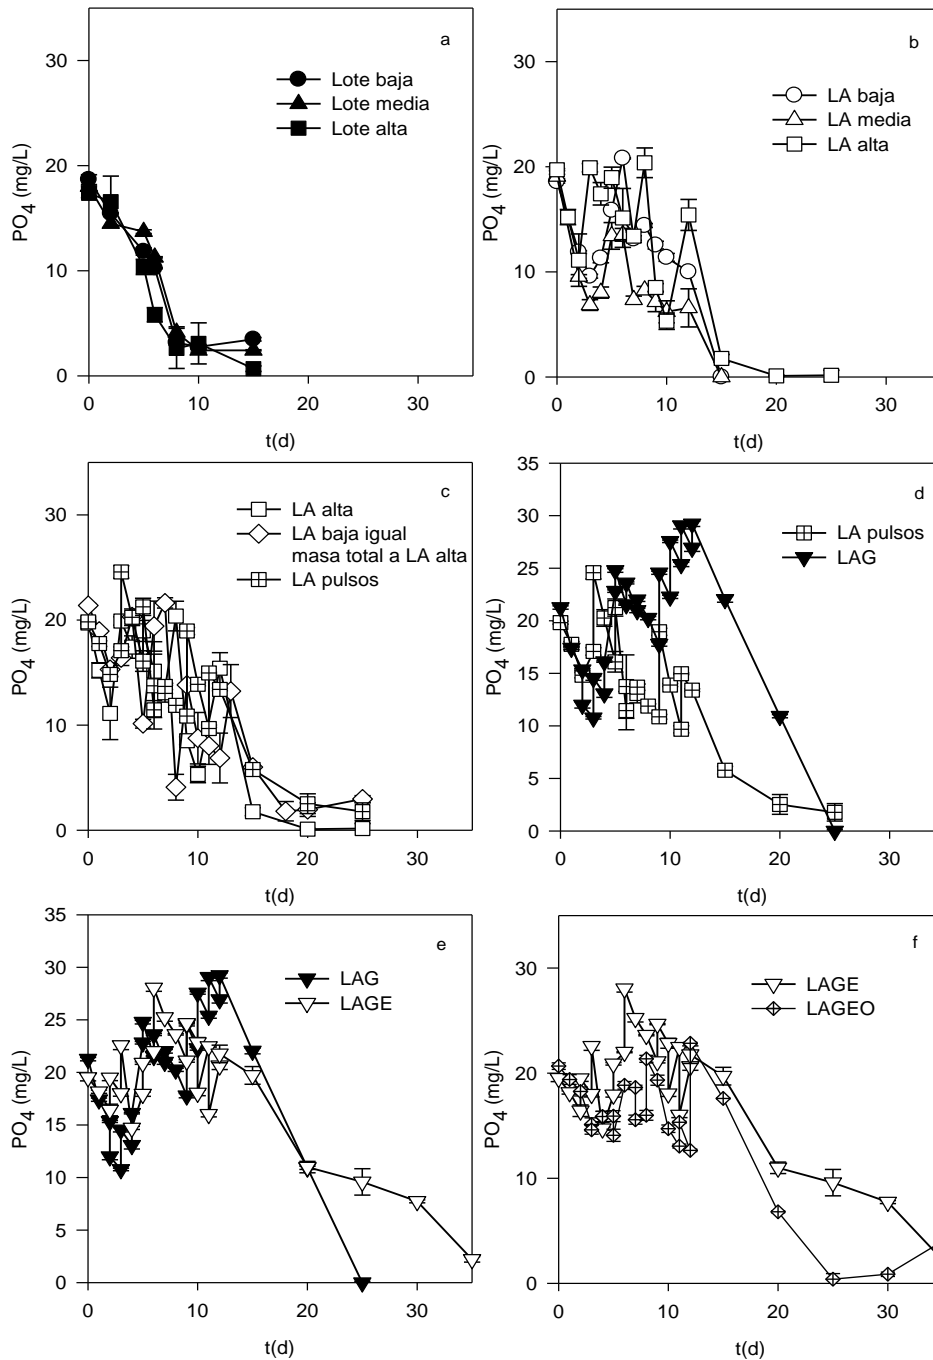 a
30
20
10
0
PO4 (mg/L)
Lote baja
Lote media
Lote alta
0 10 20 30
t(d)
b
30
20
10
0
PO4 (mg/L)
LA baja
LA media
LA alta
0 10 20 30
t(d)
c
30
20
10
0
PO4 (mg/L)
LA alta
LA baja igual
masa total a LA alta
LA pulsos
0 10 20 30
t(d)
d
35
30
25
20
15
10
5
0
PO4 (mg/L)
LA pulsos
LAG
0 10 20 30
t(d)
e
35
30
25
20
15
10
5
0
PO4 (mg/L)
LAG
LAGE
0 10 20 30
t(d)
f
30
20
10
0
PO4 (mg/L)
LAGE
LAGEO
0 10 20 30
t(d)